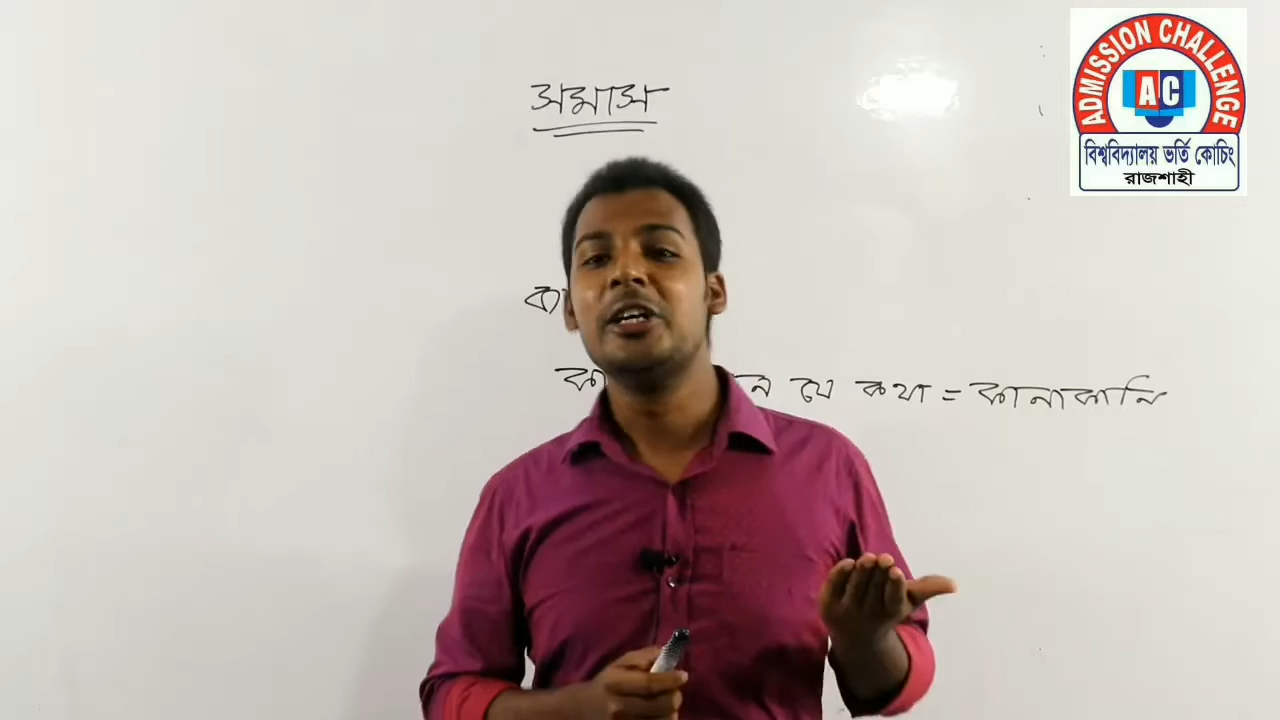 সমাস
ADMISSION CHALLENGE
AC
বিশ্ববিদ্যালয় ভর্তি কোচিং
রাজশাহী
কা
কা
নে যে কথা = কানাকানি